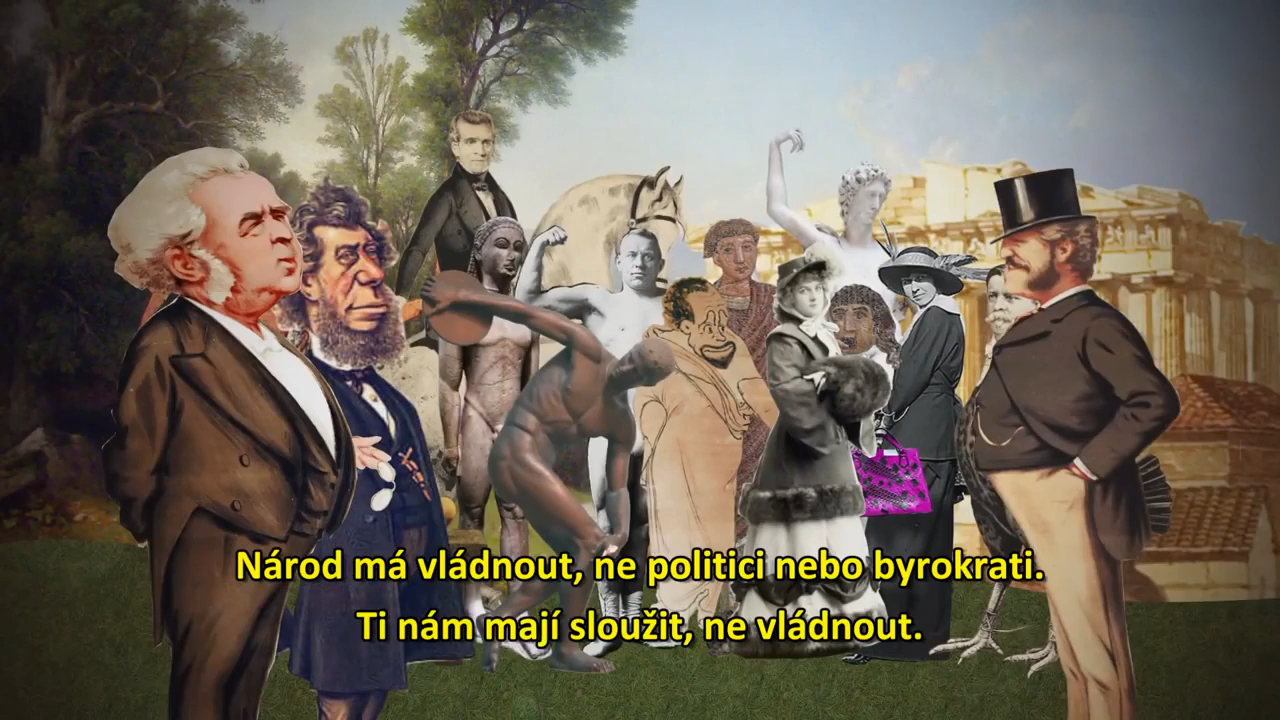 Národ má vládnout, ne politici nebo byrokrati.
Ti nám mají sloužit, ne vládnout.